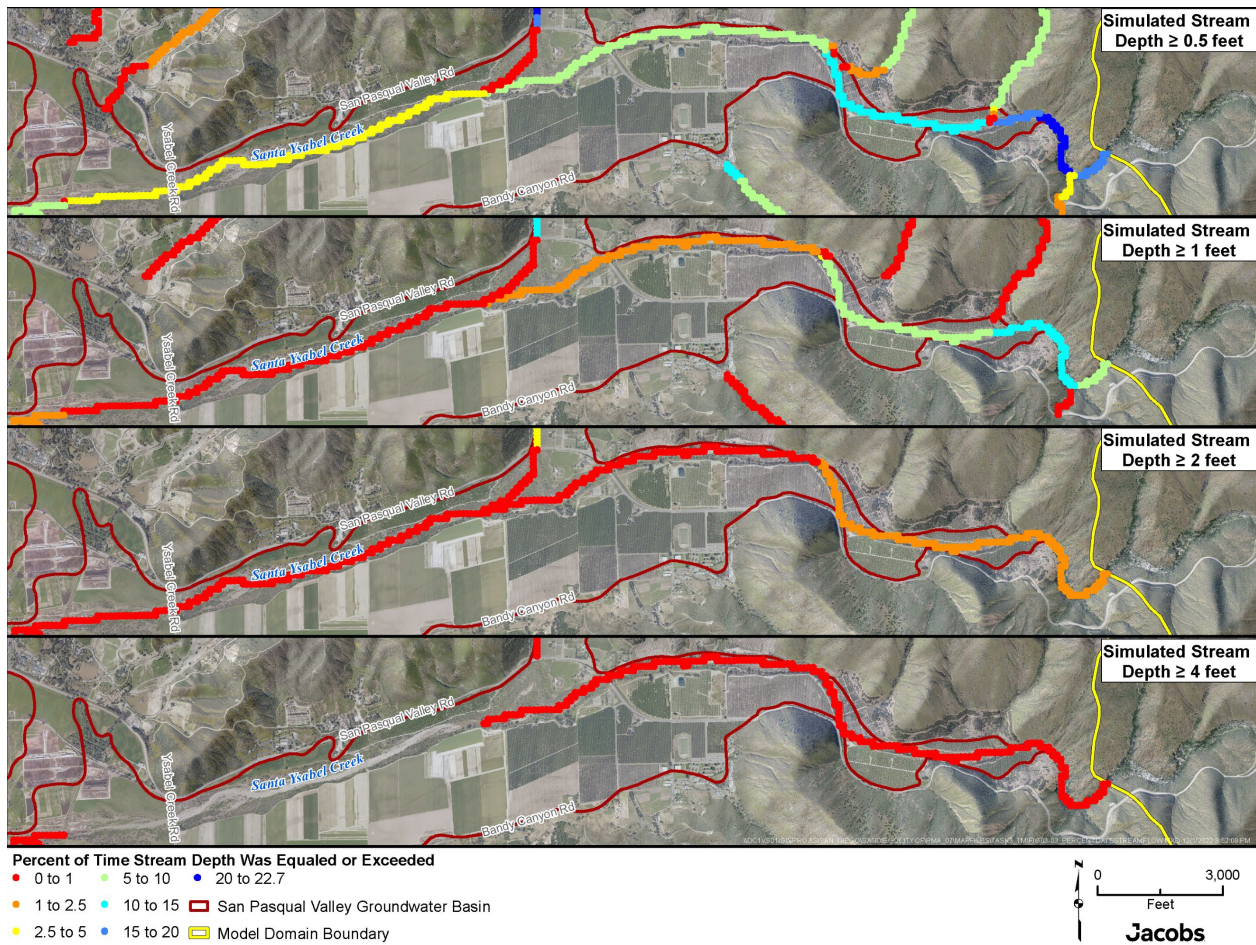 Simulated Stream
Depth ≥ 0.5 feet
San Pasqual Valley Rd
Santa Ysabel Creek
Ysabel Creek Rd
Bandy Canyon Rd
Simulated Stream
Depth ≥ 1 feet
San Pasqual Valley Rd
Santa Ysabel Creek
Ysabel Creek Rd
Bandy Canyon Rd
Simulated Stream
Depth ≥ 2 feet
San Pasqual Valley Rd
Santa Ysabel Creek
Ysabel Creek Rd
Bandy Canyon Rd
Simulated Stream
Depth ≥ 4 feet
San Pasqual Valley Rd
Santa Ysabel Creek
Ysabel Creek Rd
Bandy Canyon Rd
Percent of Time Stream Depth Was Equaled or Exceeded
0 to 1
5 to 10
20 to 22.7
1 to 2.5
10 to 15
San Pasqual Valley Groundwater Basin
2.5 to 5
15 to 20
Model Domain Boundary
N
0 3,000
Feet
Jacobs